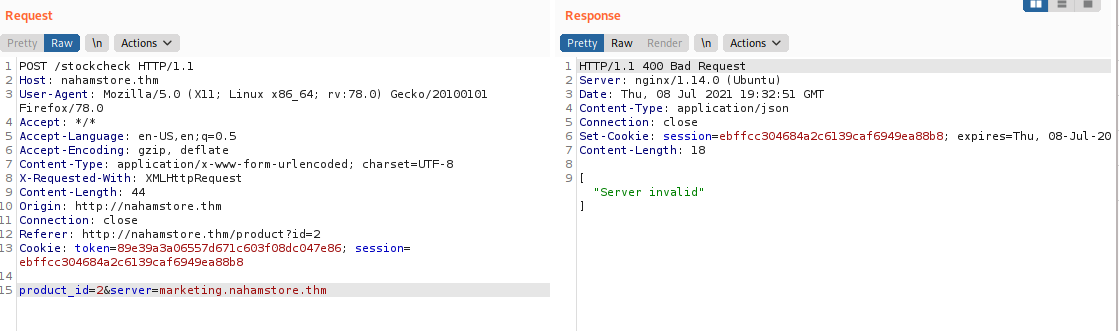 Request
Pretty Raw \n Actions
1 POST /stockcheck HTTP/1.1
2 Host: nahamstore.thm
3 User-Agent: Mozilla/5.0 (X11; Linux x86_64; rv:78.0) Gecko/20100101
Firefox/78.0
4 Accept: */*
5 Accept-Language: en-US,en;q=0.5
6 Accept-Encoding: gzip, deflate
7 Content-Type: application/x-www-form-urlencoded; charset=UTF-8
8 X-Requested-With: XMLHttpRequest
9 Content-Length: 44
10 Origin: http://nahamstore.thm
11 Connection: close
12 Referer: http://nahamstore.thm/product?id=2
13 Cookie: token=89e39a3a06557d671c603f08dc047e86; session=
ebffcc304684a2c6139caf6949ea88b8
14
15 product_id=2&server=marketing.nahamstore.thm
Response
Pretty Raw Render \n Actions
1 HTTP/1.1 400 Bad Request
2 Server: nginx/1.14.0 (Ubuntu)
3 Date: Thu, 08 Jul 2021 19:32:51 GMT
4 Content-Type: application/json
5 Connection: close
6 Set-Cookie: session=ebffcc304684a2c6139caf6949ea88b8; expires=Thu, 08-Jul-20
7 Content-Length: 18
8
9 [
"Server invalid"
]